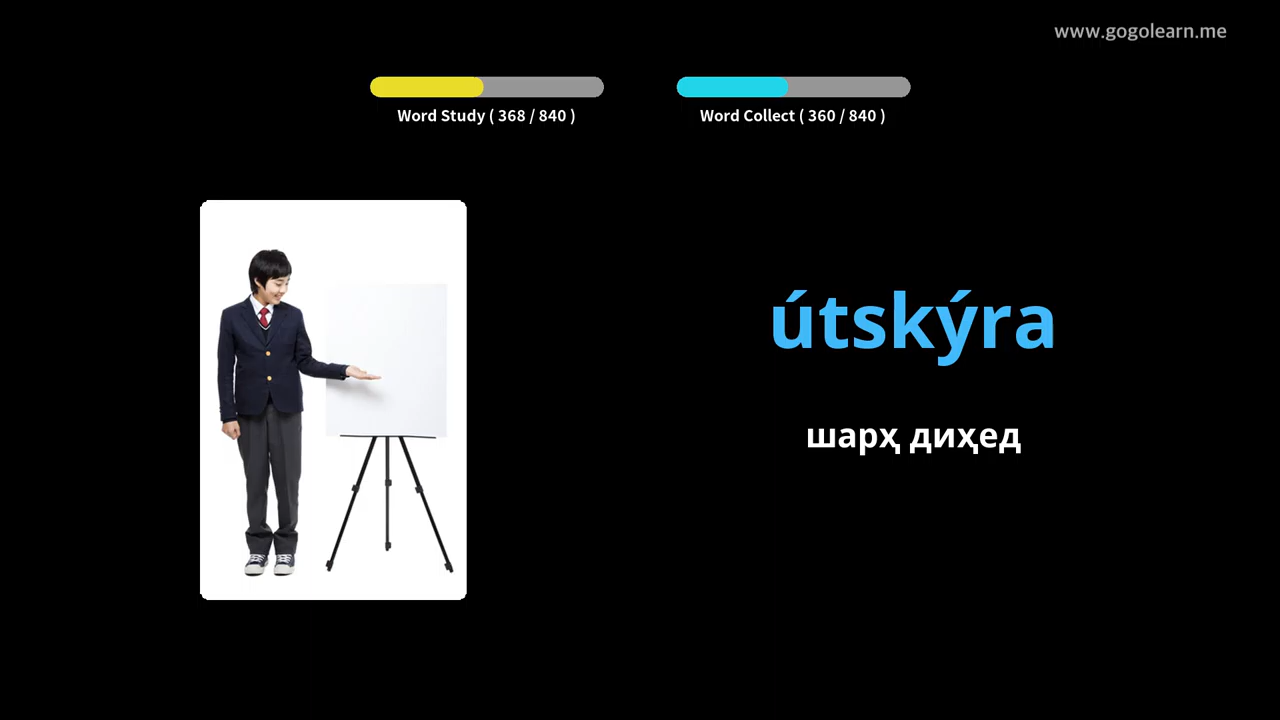 www.gogolearn.me
Word Study ( 368 / 840 )
Word Collect ( 360 / 840 )
útskýra
шарҳ диҳед